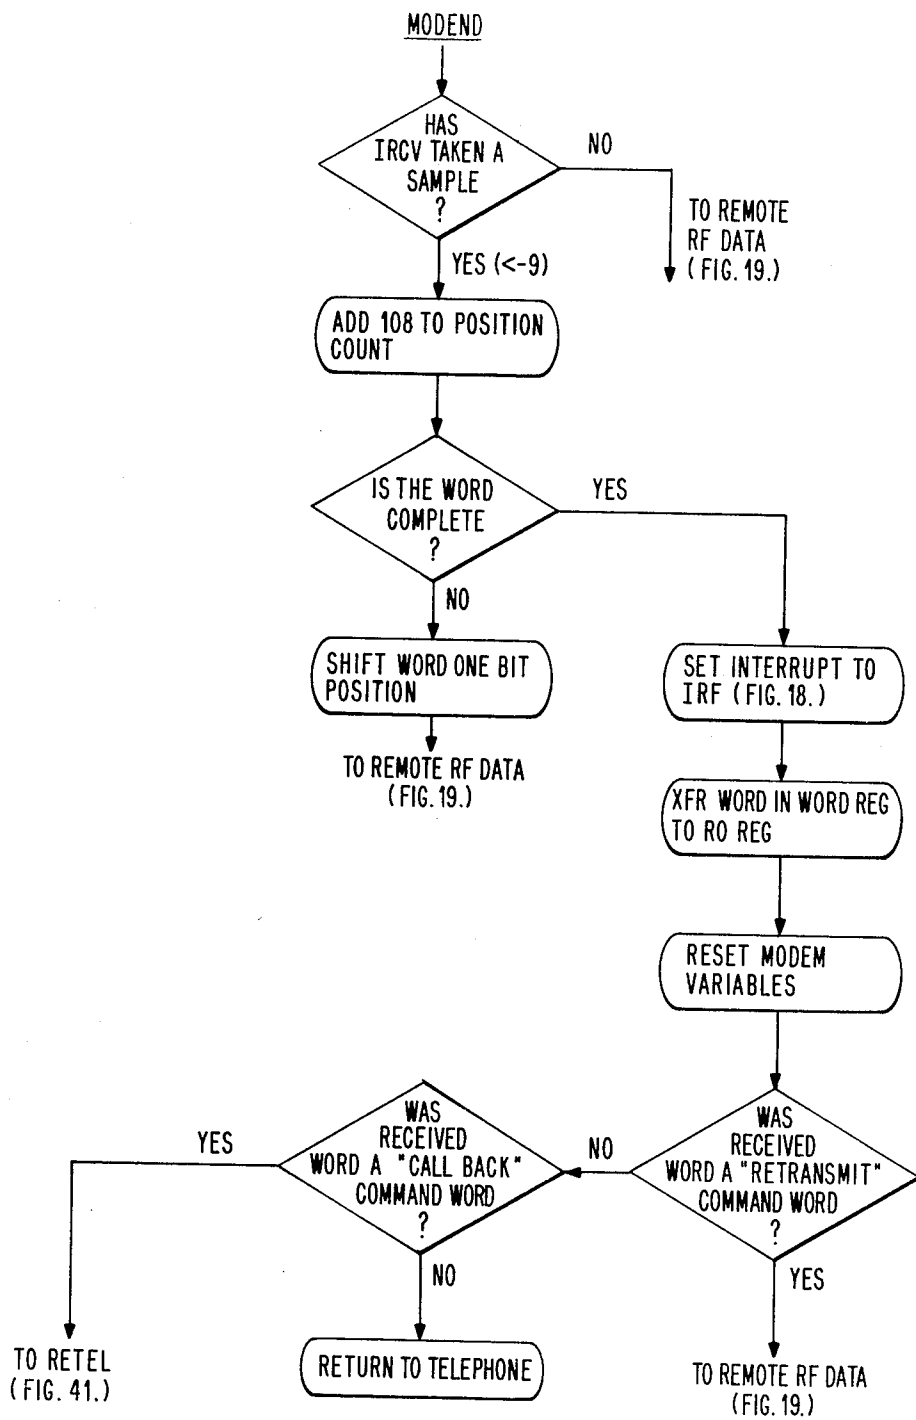 MODEND
HAS
IRCV TAKEN A
SAMPLE
?
NO
TO REMOTE
RF DATA
(FIG. 19.)
YES (<-9)
ADD 108 TO POSITION
COUNT
IS THE WORD
COMPLETE
?
YES
NO
SHIFT WORD ONE BIT
POSITION
TO REMOTE RF DATA
(FIG. 19.)
SET INTERRUPT TO
IRF (FIG. 18.)
XFR WORD IN WORD REG
TO RO REG
RESET MODEM
VARIABLES
WAS
RECEIVED
WORD A "RETRANSMIT"
COMMAND WORD
?
NO
YES
TO REMOTE RF DATA
(FIG. 19.)
WAS
RECEIVED
WORD A "CALL BACK"
COMMAND WORD
?
YES
NO
TO RETEL
(FIG. 41.)
RETURN TO TELEPHONE